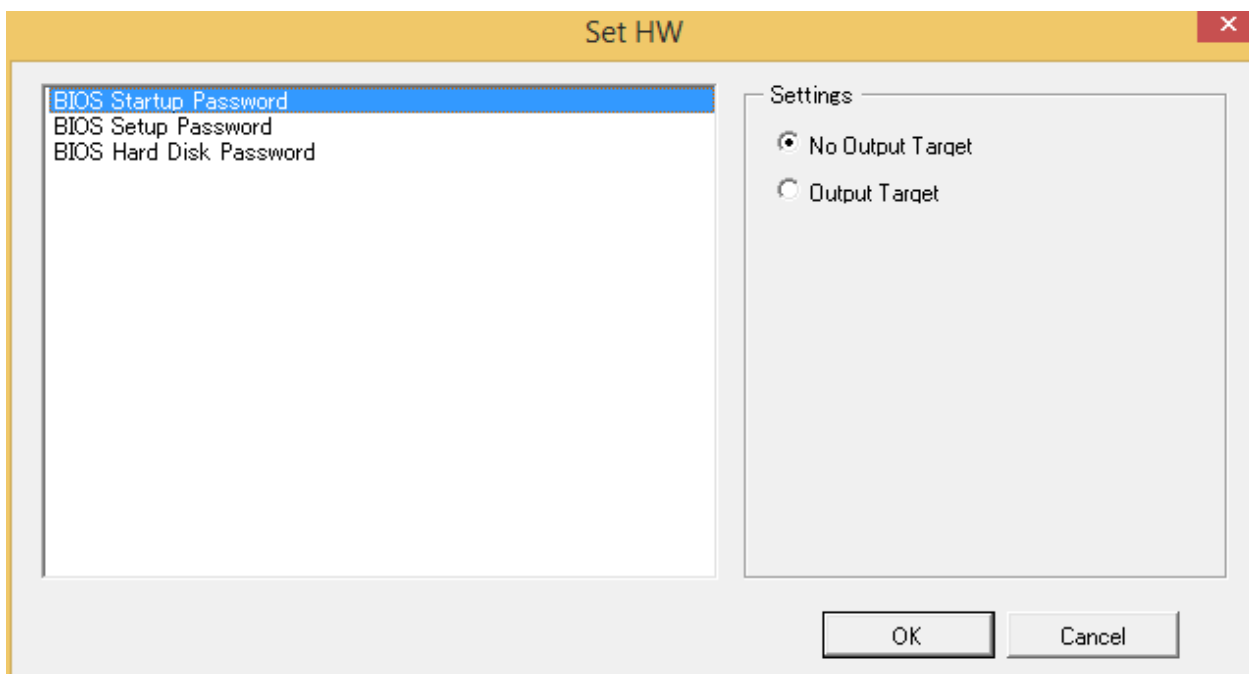 Set HW
BIOS Startup Password
BIOS Setup Password
BIOS Hard Disk Password
Settings
No Output Target
Output Target
OK
Cancel